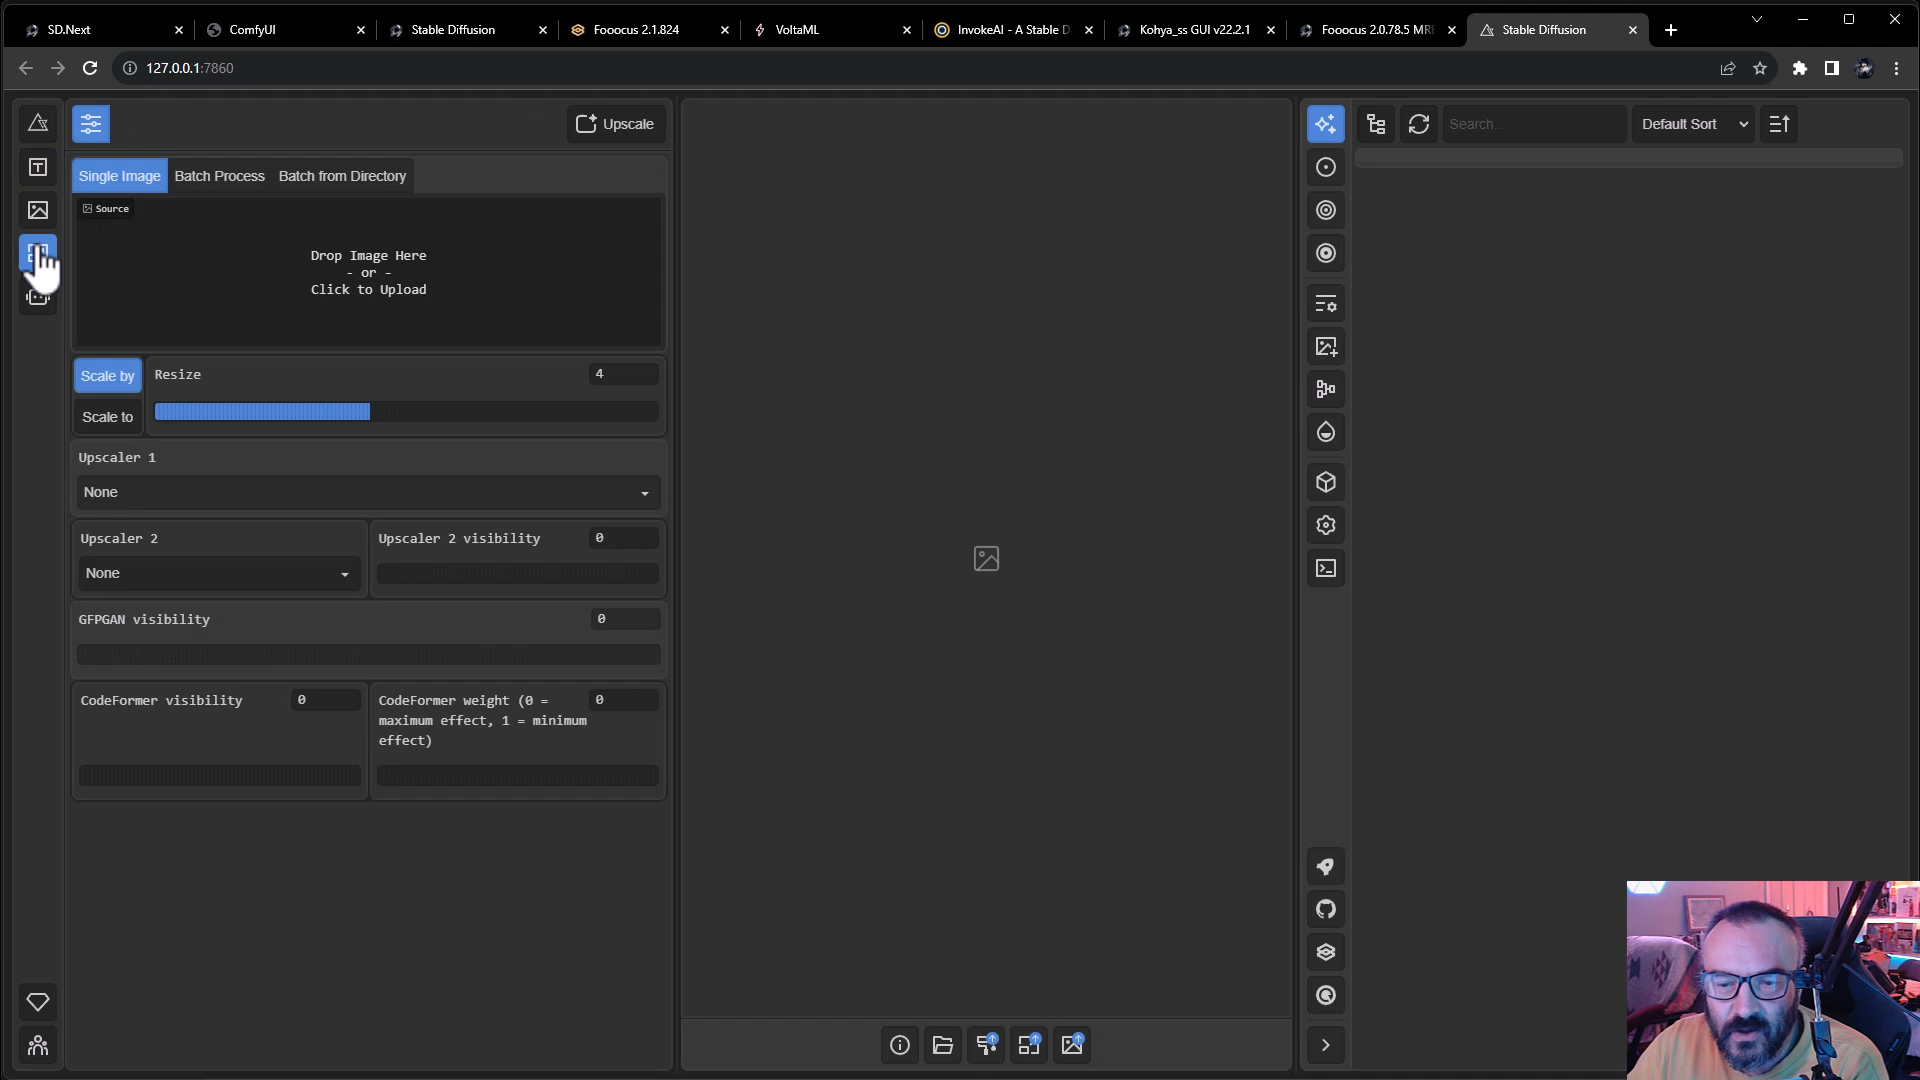 SD.Next
ComfyUI
Stable Diffusion
Fooocus 2.1.824
VoltaML
InvokeAI - A Stable D
Kohya_ss GUI v22.2.1
Fooocus 2.0.78.5 MRE
Stable Diffusion
127.0.0.1:7860
Upscale
Search..
Default Sort
Single Image Batch Process Batch from Directory
Source
Drop Image Here
- or -
Click to Upload
Scale by
Resize
4
Scale to
Upscaler 1
None
Upscaler 2
Upscaler 2 visibility
0
None
GFPGAN visibility
0
CodeFormer visibility
0
CodeFormer weight (0 =
maximum effect, 1 = minimum
effect)
0